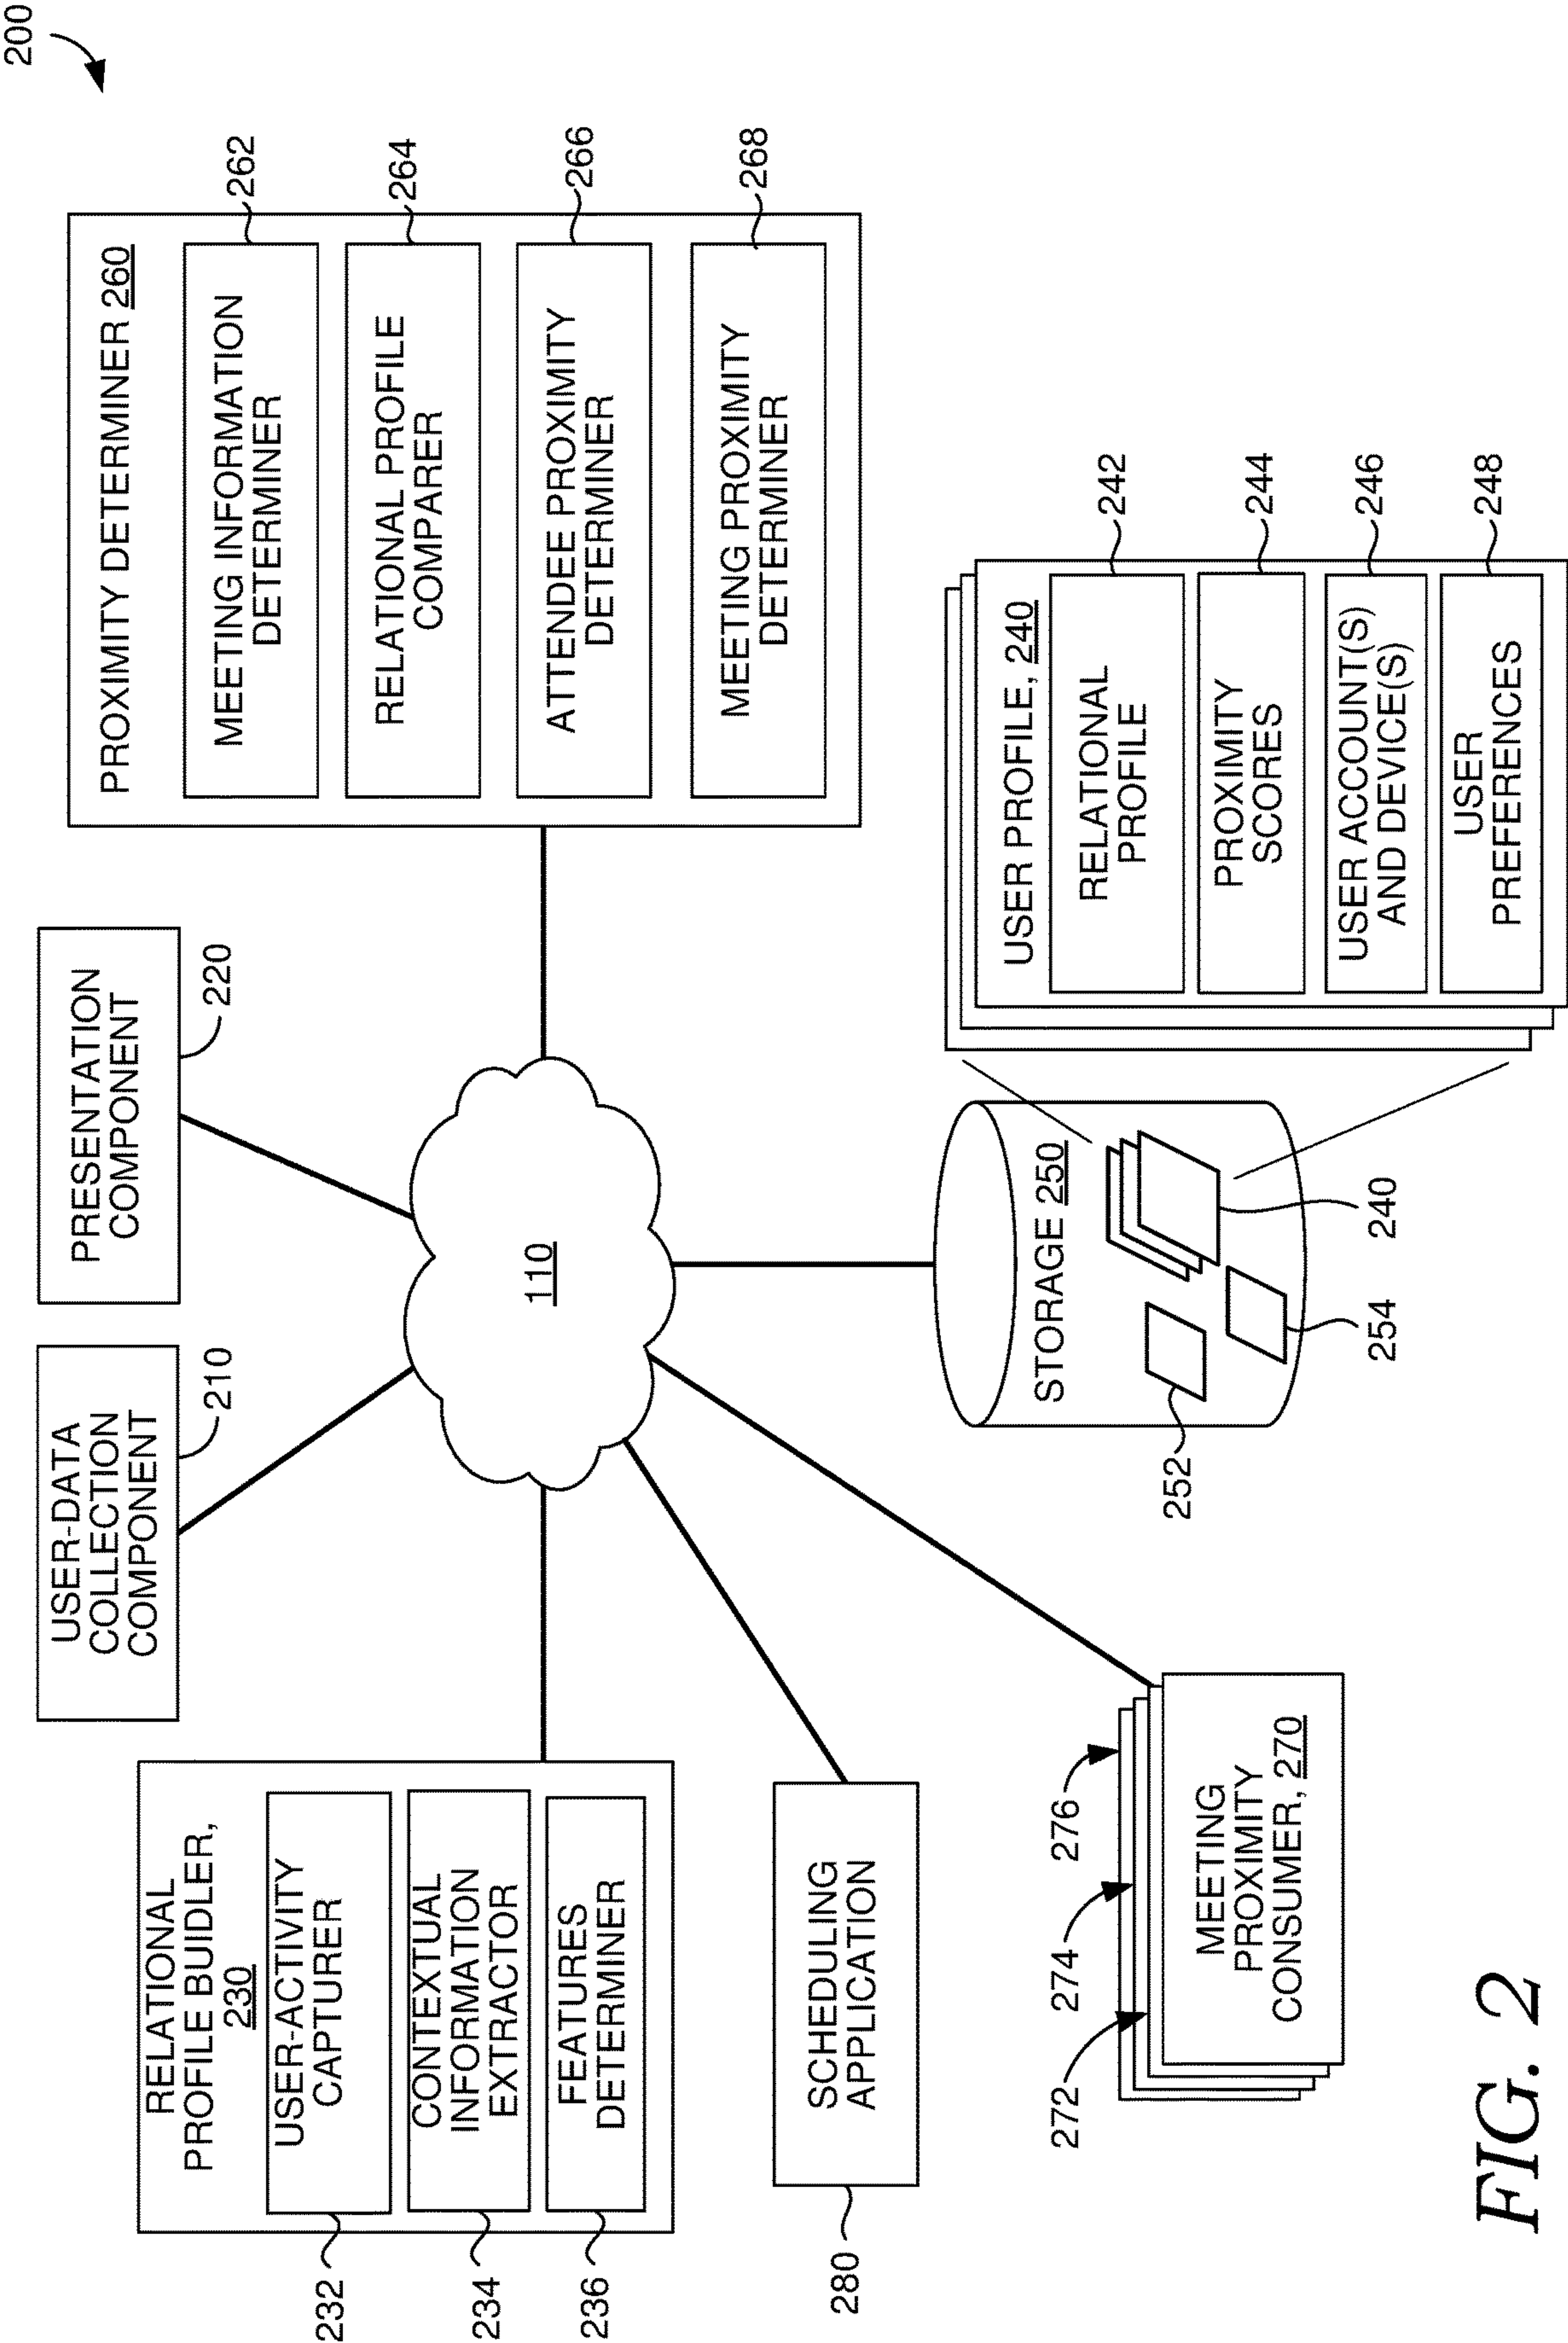 200
USER-DATA
COLLECTION
COMPONENT
210
PRESENTATION
COMPONENT
220
RELATIONAL
PROFILE BUIDLER,
230
USER-ACTIVITY
CAPTURER
232
CONTEXTUAL
INFORMATION
EXTRACTOR
234
FEATURES
DETERMINER
236
110
PROXIMITY DETERMINER 260
MEETING INFORMATION
DETERMINER
262
RELATIONAL PROFILE
COMPARER
264
ATTENDEE PROXIMITY
DETERMINER
266
MEETING PROXIMITY
DETERMINER
268
SCHEDULING
APPLICATION
280
272
274
276
MEETING
PROXIMITY
CONSUMER, 270
STORAGE 250
252
254
240
USER PROFILE, 240
RELATIONAL
PROFILE
242
PROXIMITY
SCORES
244
USER ACCOUNT(S)
AND DEVICE(S)
246
USER
PREFERENCES
248
FIG. 2